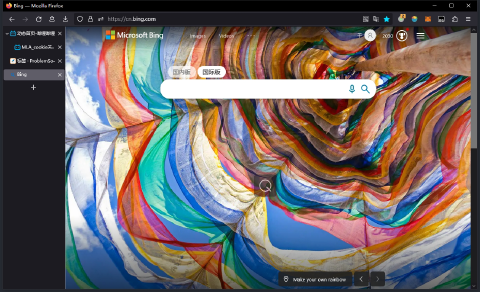 Bing — Mozilla Firefox
https://cn.bing.com
Bing
Microsoft Bing
Images
Videos
2080
国内版
国际版
Make your own rainbow